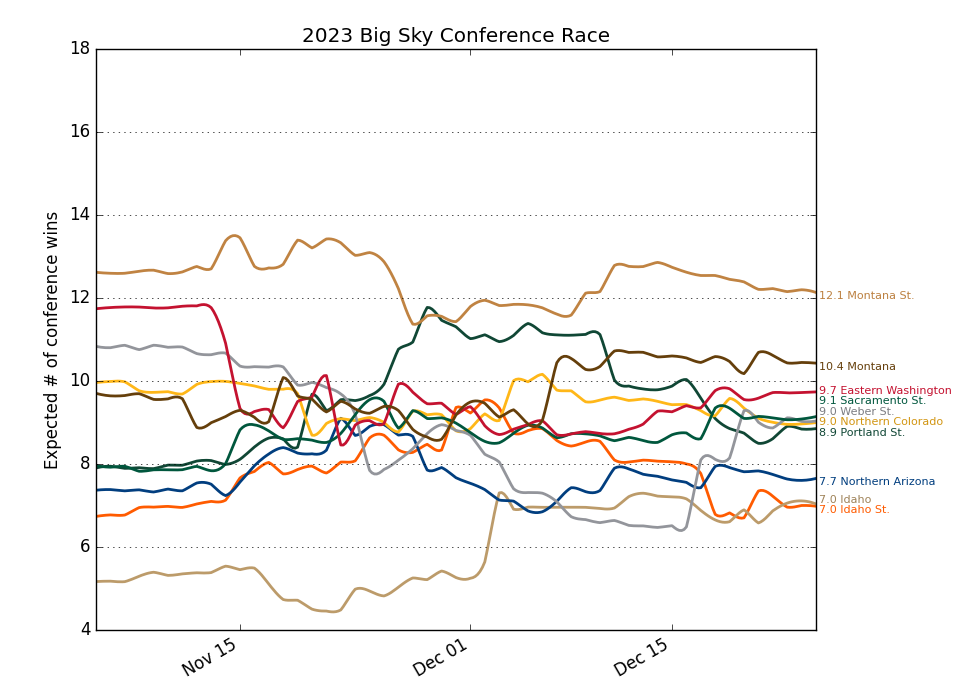 2023 Big Sky Conference Race
Expected # of conference wins
18
16
14
12
10
8
6
4
Nov 15
Dec 01
Dec 15
12.1 Montana St.
10.4 Montana
9.7 Eastern Washington
9.1 Sacramento St.
9.0 Weber St.
9.0 Northern Colorado
8.9 Portland St.
7.7 Northern Arizona
7.0 Idaho
7.0 Idaho St.